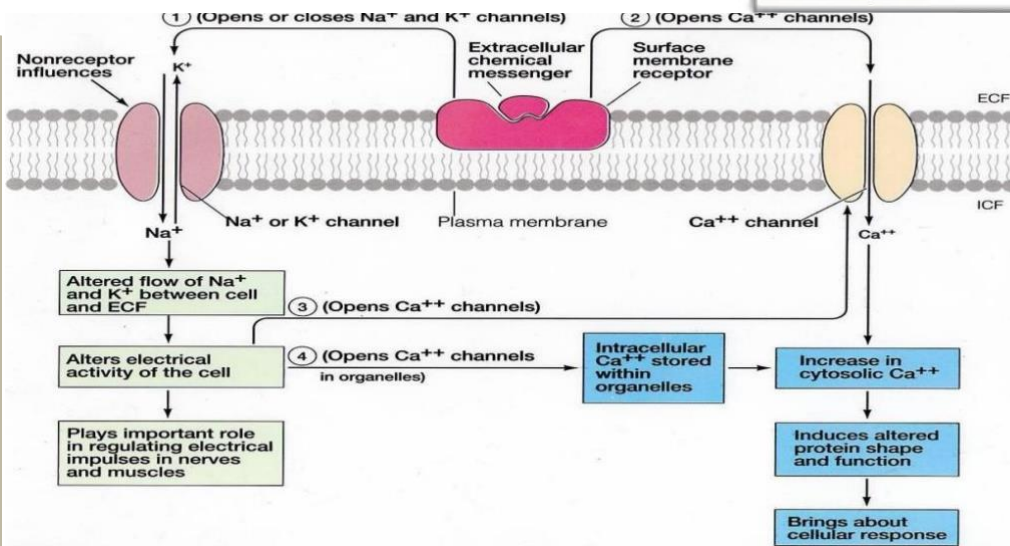 ① (Opens or closes Na⁺ and K⁺ channels)
② (Opens Ca⁺⁺ channels)
Nonreceptor
influences
K⁺
Extracellular
chemical
messenger
Surface
membrane
receptor
ECF
ICF
Na⁺
Na⁺ or K⁺ channel
Plasma membrane
Ca⁺⁺ channel
Ca⁺⁺
Altered flow of Na⁺
and K⁺ between cell
and ECF
③ (Opens Ca⁺⁺ channels)
Alters electrical
activity of the cell
④ (Opens Ca⁺⁺ channels
in organelles)
Intracellular
Ca⁺⁺ stored
within
organelles
Increase in
cytosolic Ca⁺⁺
Plays important role
in regulating electrical
impulses in nerves
and muscles
Induces altered
protein shape
and function
Brings about
cellular response